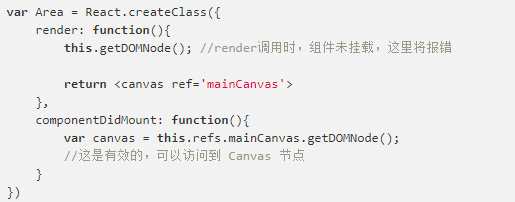 var Area = React.createClass({
    render: function(){
        this.getDOMNode(); //render调用时，组件未挂载，这里将报错

        return <canvas ref='mainCanvas'>
    },
    componentDidMount: function(){
        var canvas = this.refs.mainCanvas.getDOMNode();
        //这是有效的，可以访问到 Canvas 节点
    }
})